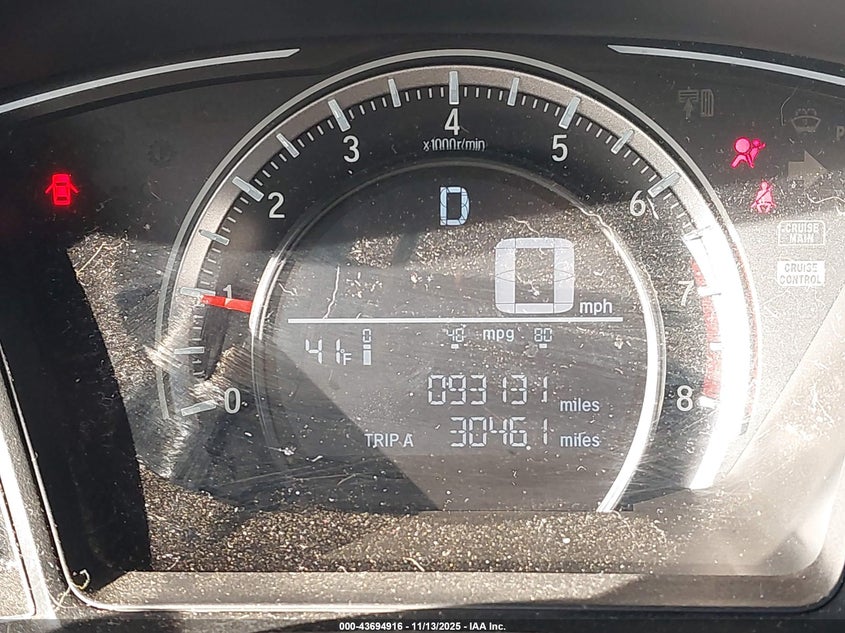 4
3
x1000r/min
5
2
D
6
CRUISE MAIN
0 mph
CRUISE CONTROL
1
7
0
40 mpg 80
41°F
0
093131 miles
8
TRIP A 3046.1 miles
000-43694916 - 11/13/2025 - IAA Inc.